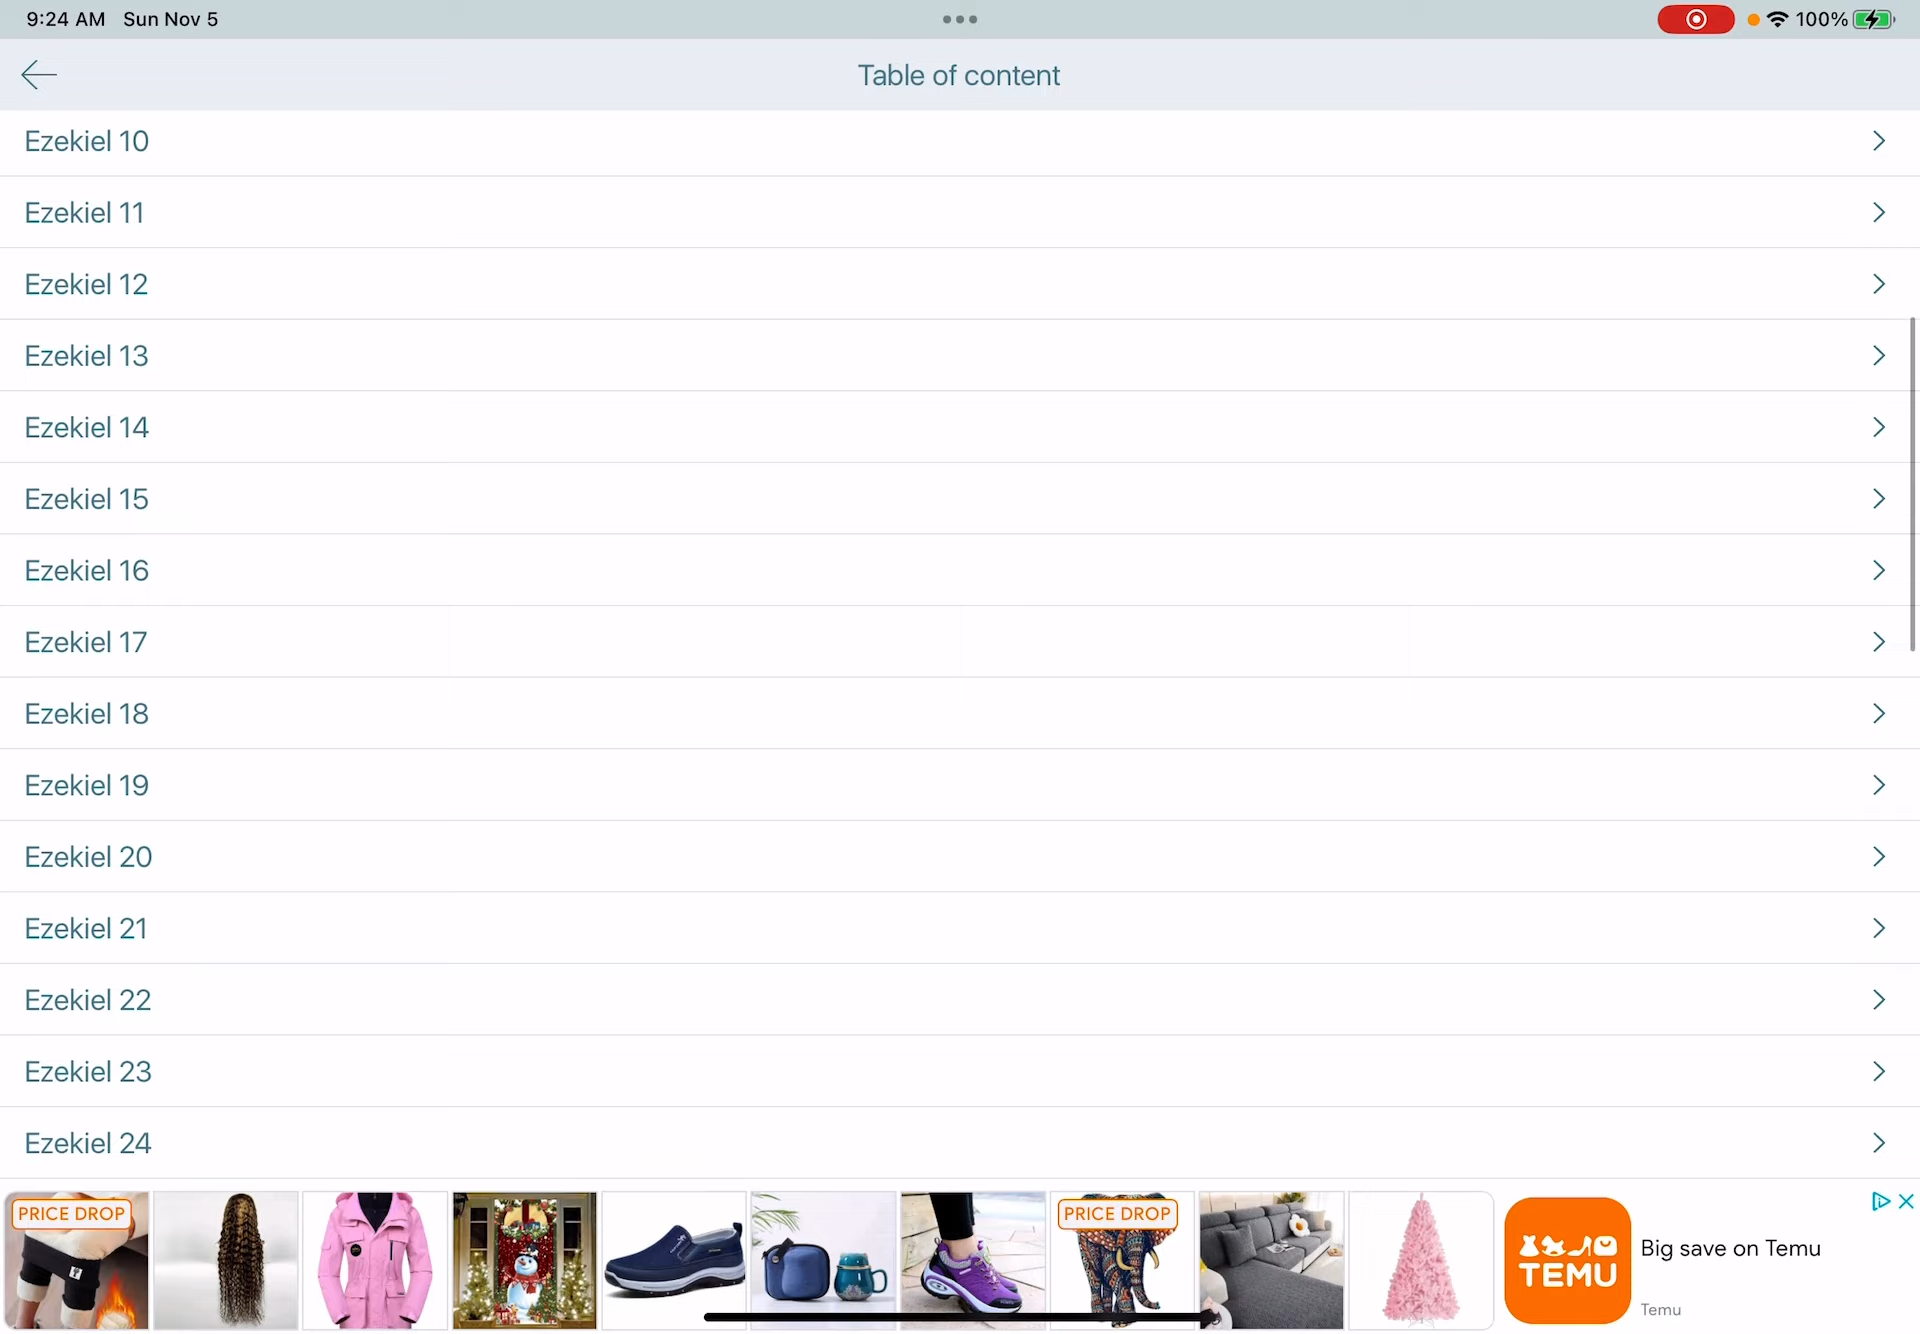 9:24 AM Sun Nov 5
100%
Table of content
Ezekiel 10
Ezekiel 11
Ezekiel 12
Ezekiel 13
Ezekiel 14
Ezekiel 15
Ezekiel 16
Ezekiel 17
Ezekiel 18
Ezekiel 19
Ezekiel 20
Ezekiel 21
Ezekiel 22
Ezekiel 23
Ezekiel 24
PRICE DROP
PRICE DROP
TEMU
Big save on Temu
Temu